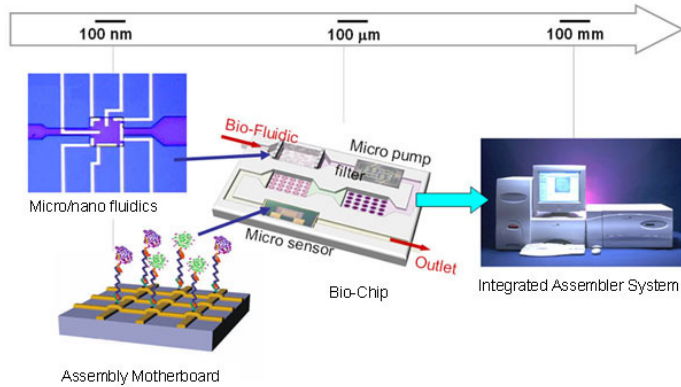 100 nm
100 µm
100 mm
Bio-Fluidic
Micro pump
filter
Micro sensor
Outlet
Micro/nano fluidics
Bio-Chip
Integrated Assembler System
Assembly Motherboard